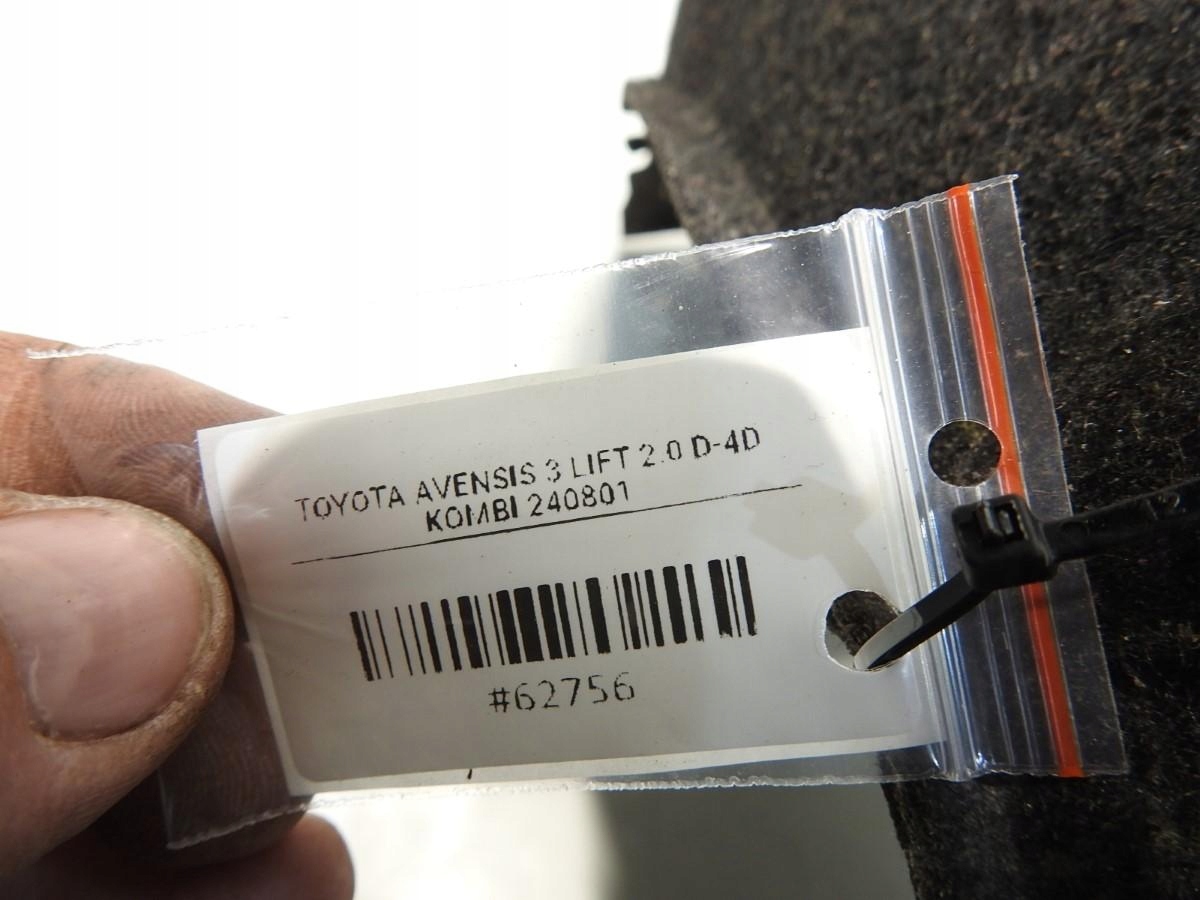 TOYOTA AVENSIS 3 LIFT 2.0 D-4D
KOMBI 240801
#62756